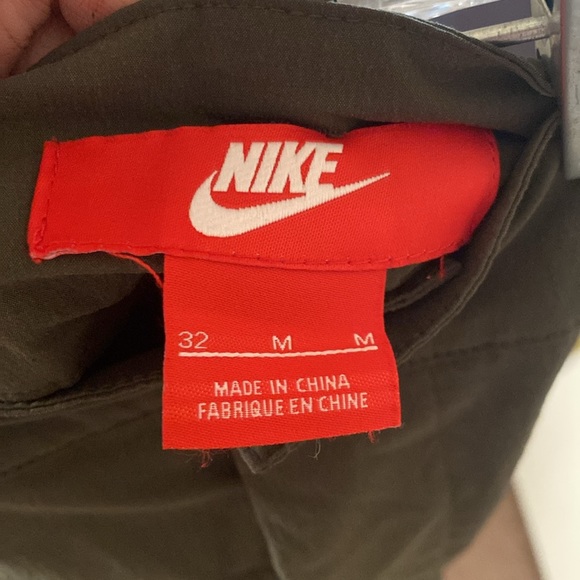 NIKE
32 M M
MADE IN CHINA
FABRIQUE EN CHINE